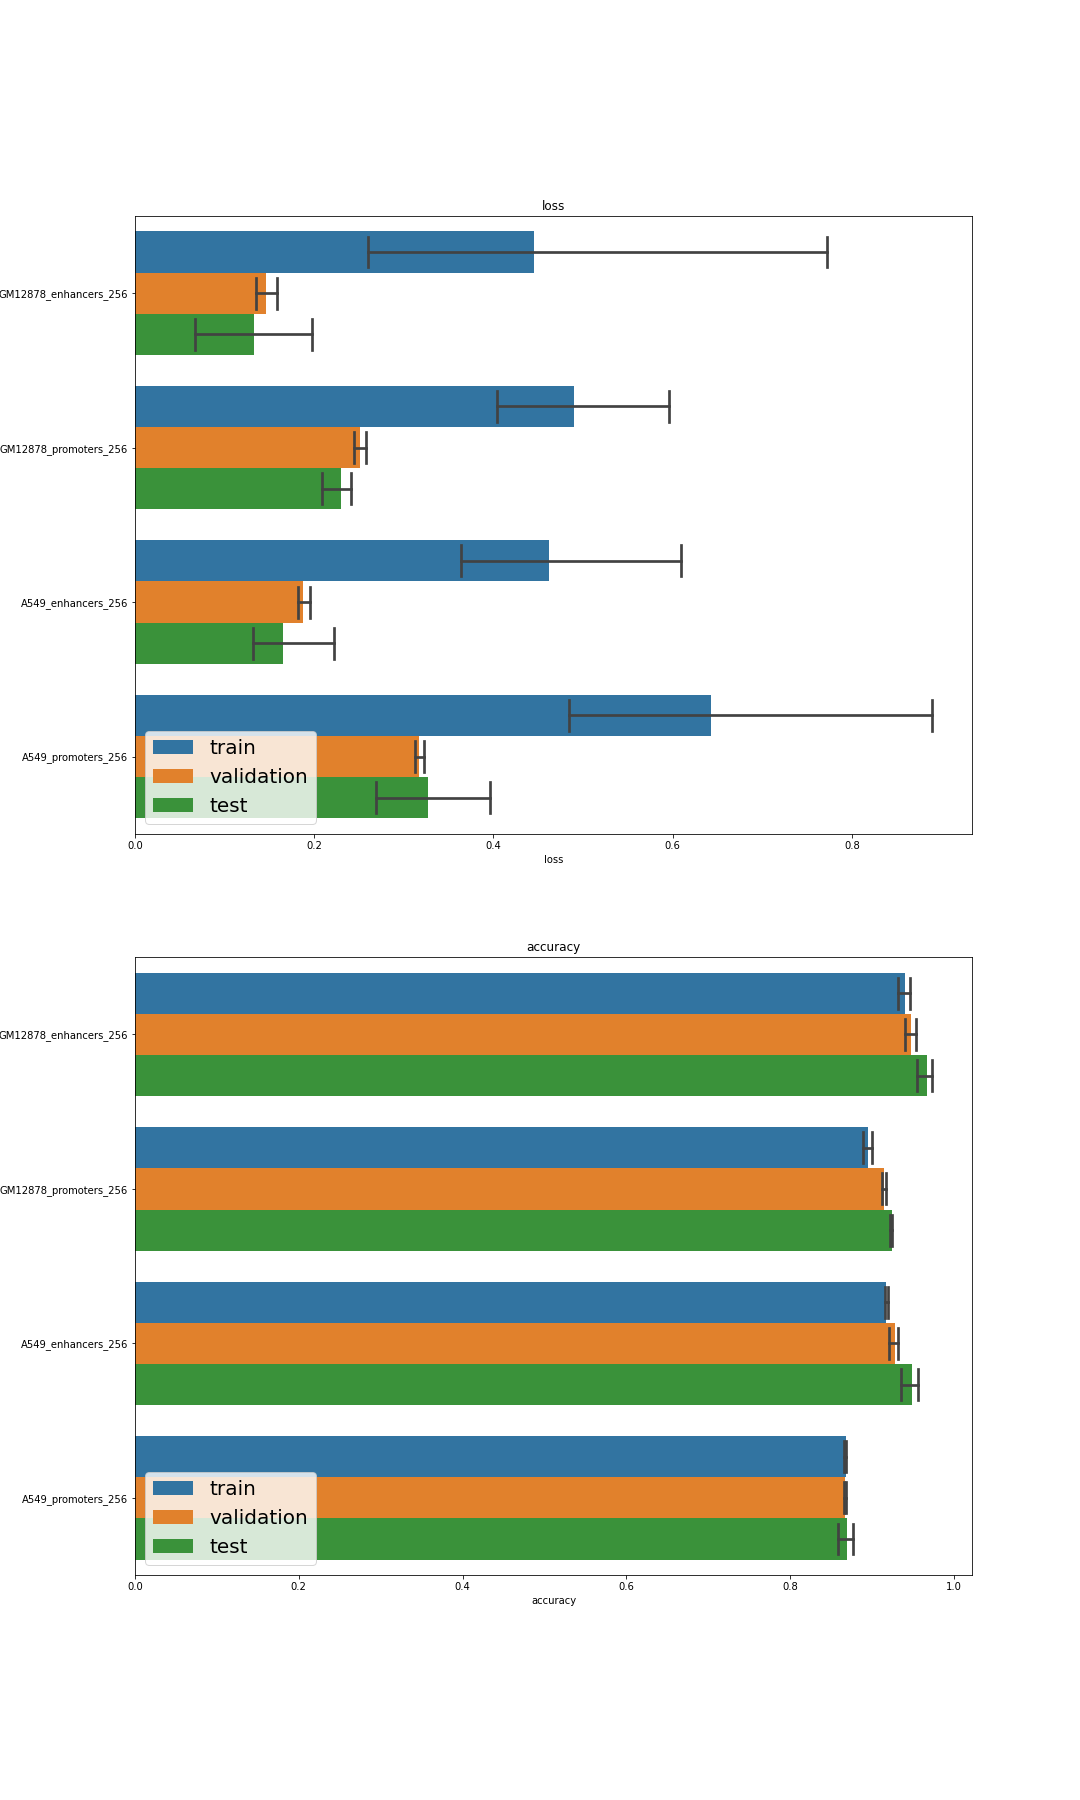 loss
GM12878_enhancers_256
GM12878_promoters_256
A549_enhancers_256
A549_promoters_256
train
validation
test
0.0 0.2 0.4 0.6 0.8
loss
accuracy
GM12878_enhancers_256
GM12878_promoters_256
A549_enhancers_256
A549_promoters_256
train
validation
test
0.0 0.2 0.4 0.6 0.8 1.0
accuracy